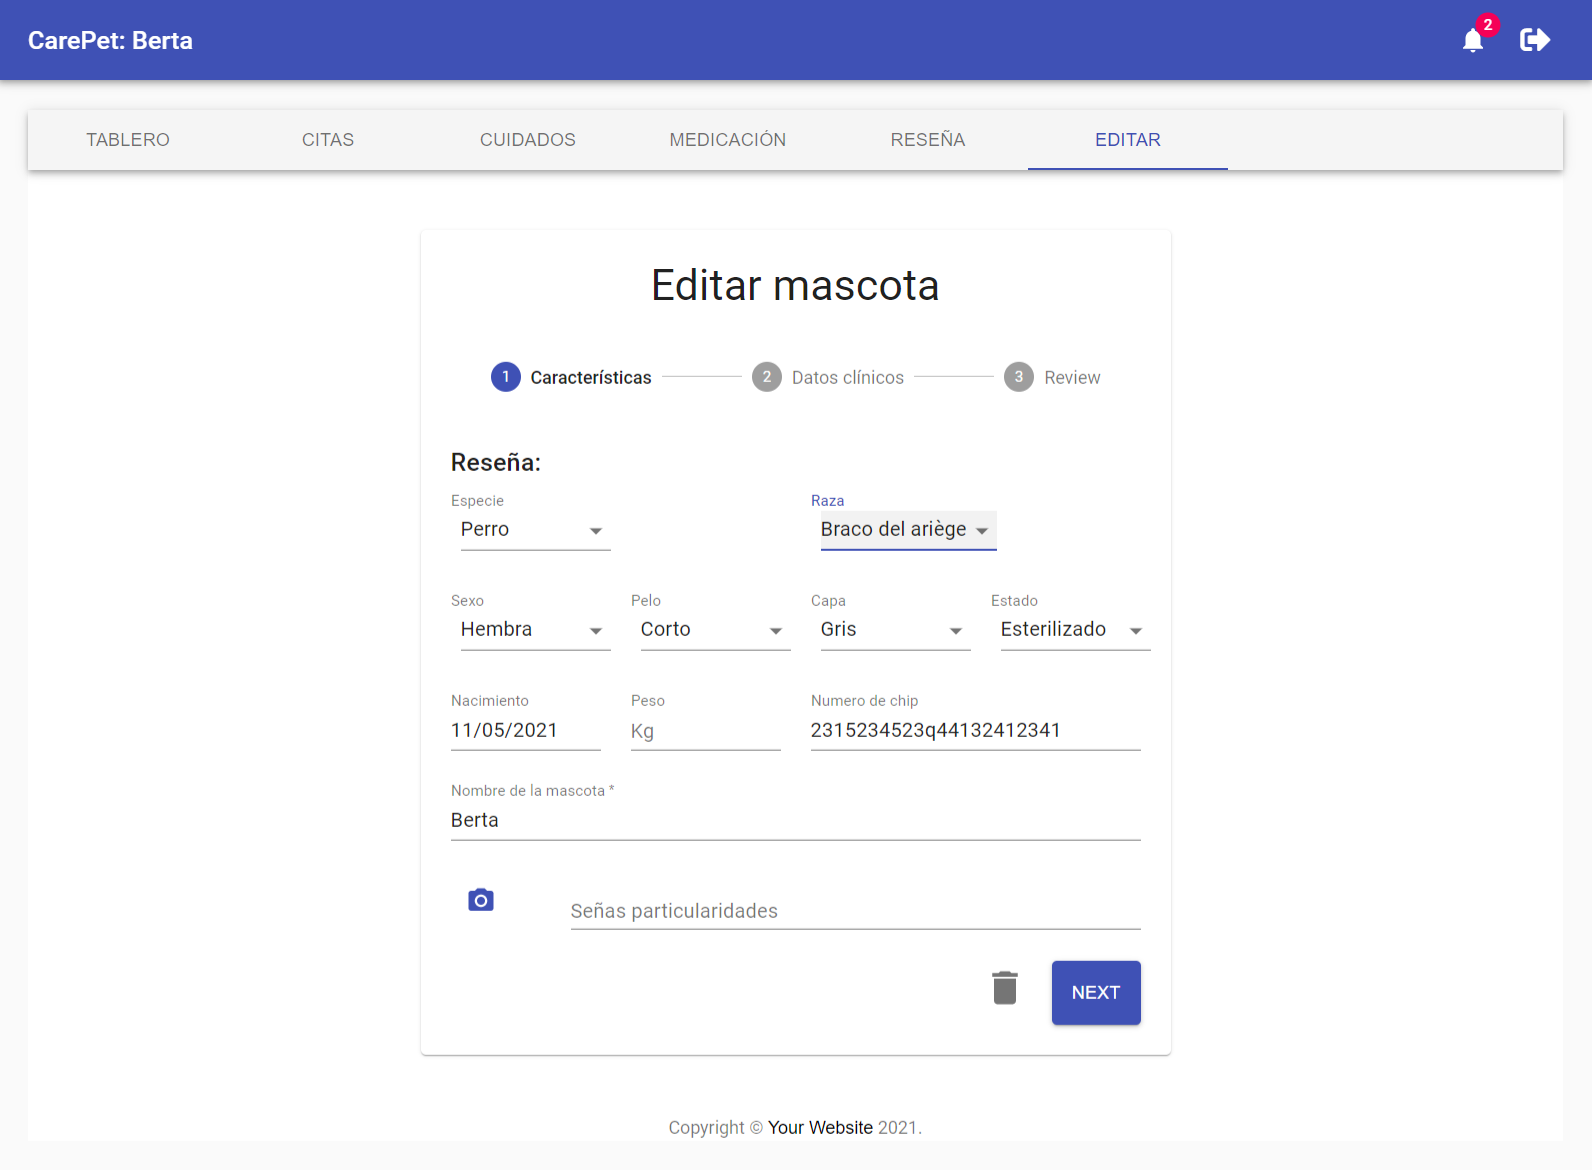 CarePet: Berta
2
TABLERO CITAS CUIDADOS MEDICACIÓN RESEÑA EDITAR
Editar mascota
1 Características 2 Datos clínicos 3 Review
Reseña:
Especie Raza
Perro Braco del ariège
Sexo Pelo Capa Estado
Hembra Corto Gris Esterilizado
Nacimiento Peso Numero de chip
11/05/2021 Kg 2315234523q44132412341
Nombre de la mascota *
Berta
Señas particularidades
NEXT
Copyright © Your Website 2021.